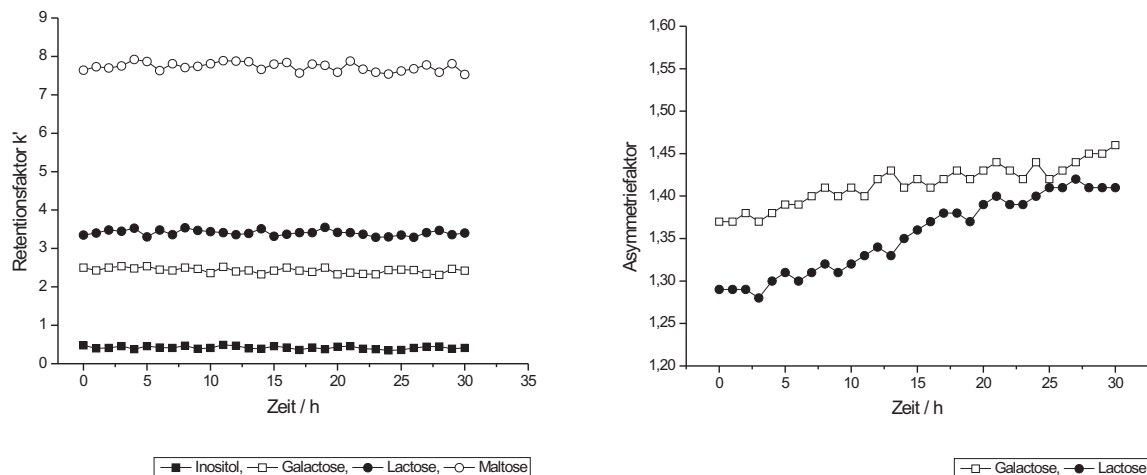 9
8
7
6
5
4
3
2
1
0
Retentionsfaktor k'
0 5 10 15 20 25 30 35
Zeit / h
Inositol, Galactose, Lactose, Maltose
1,60
1,55
1,50
1,45
1,40
1,35
1,30
1,25
1,20
Asymmetriefaktor
0 5 10 15 20 25 30
Zeit / h
Galactose, Lactose